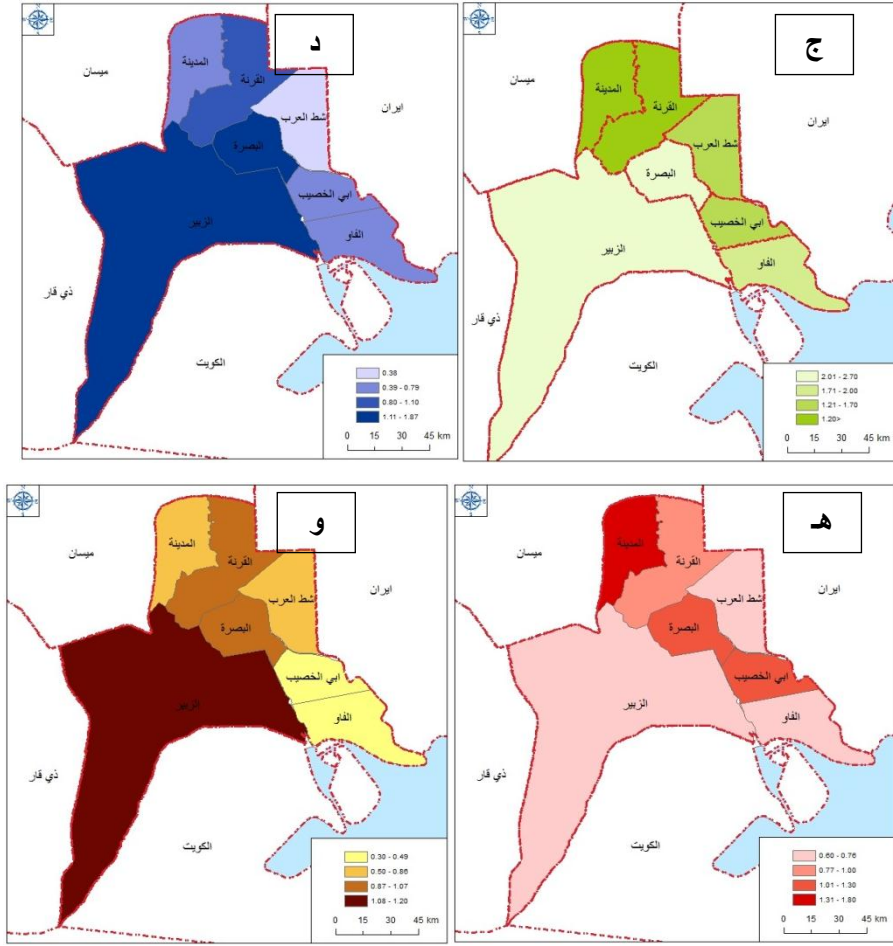 ج
ميسان
ايران
المدينة
القرنة
شط العرب
البصرة
ابي الخصيب
الزبير
الفاو
ذي قار
الكويت
2.01 - 2.70
1.71 - 2.00
1.21 - 1.70
1.20>
0 15 30 45 km
د
ميسان
ايران
المدينة
القرنة
شط العرب
البصرة
ابي الخصيب
الزبير
الفاو
ذي قار
الكويت
0.38
0.39 - 0.79
0.80 - 1.10
1.11 - 1.87
0 15 30 45 km
هـ
ميسان
ايران
المدينة
القرنة
شط العرب
البصرة
ابي الخصيب
الزبير
الفاو
ذي قار
الكويت
0.60 - 0.76
0.77 - 1.00
1.01 - 1.30
1.31 - 1.80
0 15 30 45 km
و
ميسان
ايران
المدينة
القرنة
شط العرب
البصرة
ابي الخصيب
الزبير
الفاو
ذي قار
الكويت
0.30 - 0.49
0.50 - 0.86
0.87 - 1.07
1.08 - 1.20
0 15 30 45 km